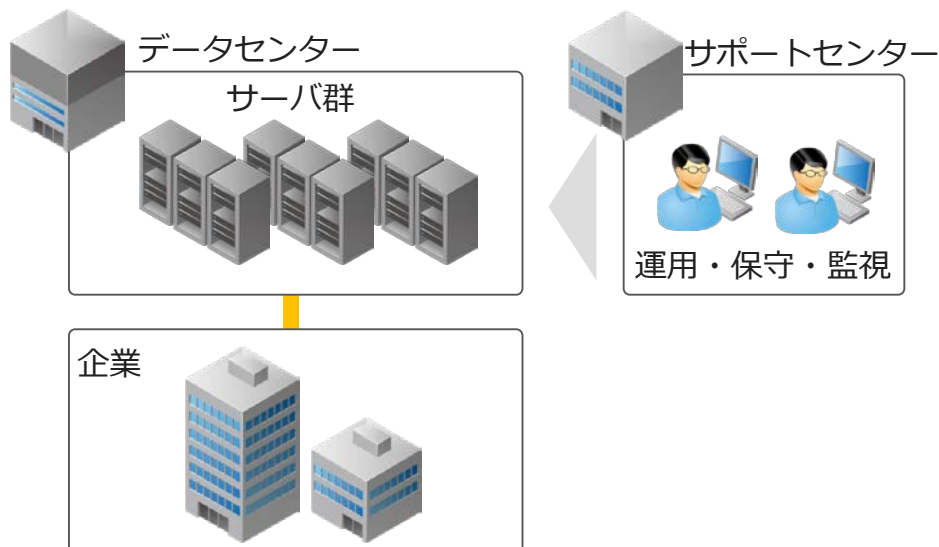 データセンター
サーバ群
サポートセンター
運用・保守・監視
企業